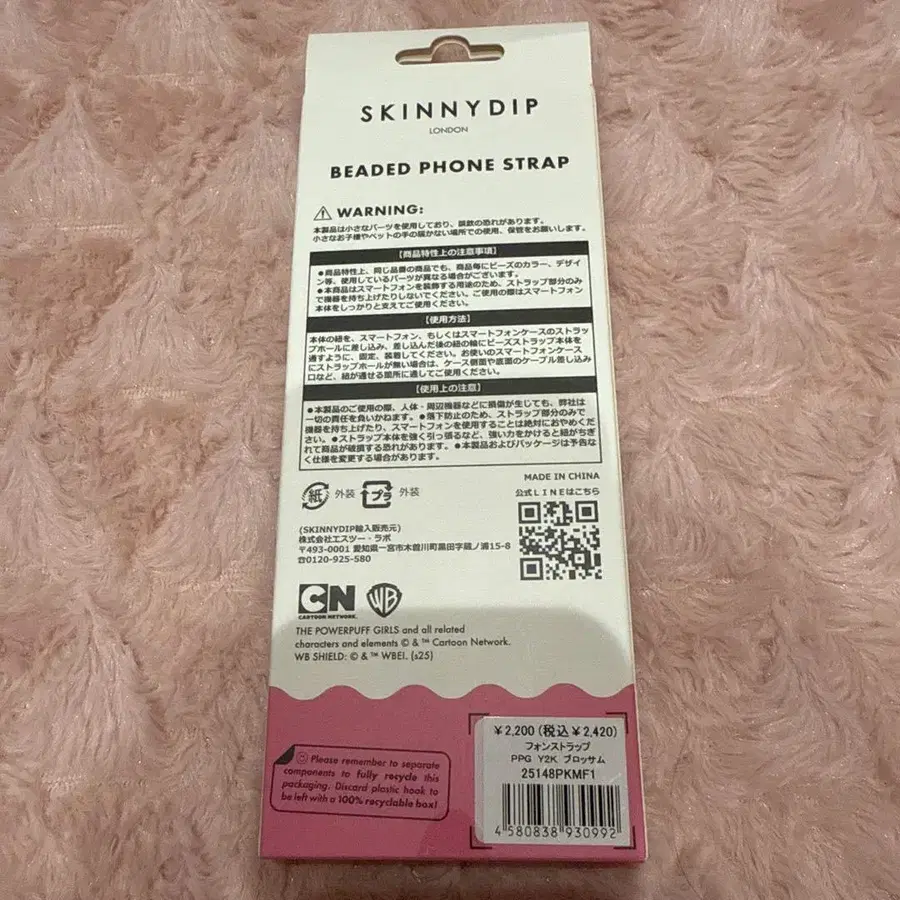 SKINNYDIP
LONDON
BEADED PHONE STRAP
WARNING:
本製品は小さなパーツを使用しており、誤飲の恐れがあります。
小さなお子様やペットの手の届かない場所での使用、保管をお願いします。
【商品特性上の注意事項】
●商品特性上、同じ品番の商品でも、商品毎にビーズのカラー、デザイ
ン等、使用しているパーツが異なる場合がございます。
●本商品はスマートフォンを装飾する用途のため、ストラップ部分のみ
で機器を持ち上げたりしないでください。ご使用の際はスマートフォン
本体をしっかりと支えてご使用ください。
【使用方法】
本体の紐を、スマートフォン、もしくはスマートフォンケースのストラッ
プホールに差し込み、差し込んだ後の紐の輪にビーズストラップ本体を
通すように、固定、装着してください。お使いのスマートフォンケース
にストラップホールが無い場合は、ケース側面や底面のケーブル差し込み
口など、紐が通せる箇所に通してご使用ください。
【使用上の注意】
●本製品のご使用の際、人体・周辺機器などに損傷が生じても、弊社は
一切の責任を負いかねます。●落下防止のため、ストラップ部分のみで
機器を持ち上げたり、スマートフォンを使用することは絶対におやめくだ
さい。●ストラップ本体を強く引っ張るなど、強い力をかけると紐がちぎ
れて商品が破損する恐れがあります。●本製品およびパッケージは予告な
く仕様を変更する場合があります。
MADE IN CHINA
公式LINEはこちら
紙 外装 プラ 外装
(SKINNYDIP輸入販売元)
株式会社エスツー・ラボ
〒493-0001 愛知県一宮市木曽川町黒田字蔵ノ浦15-8
☎0120-925-580
CN
CARTOON NETWORK.
WB
THE POWERPUFF GIRLS and all related
characters and elements © & ™ Cartoon Network.
WB SHIELD: © & ™ WBEI. (s25)
Please remember to separate
components to fully recycle this
packaging. Discard plastic hook to
be left with a 100% recyclable box!
￥2,200(税込￥2,420)
フォンストラップ
PPG Y2K ブロッサム
25148PKMF1
4 580838 930992